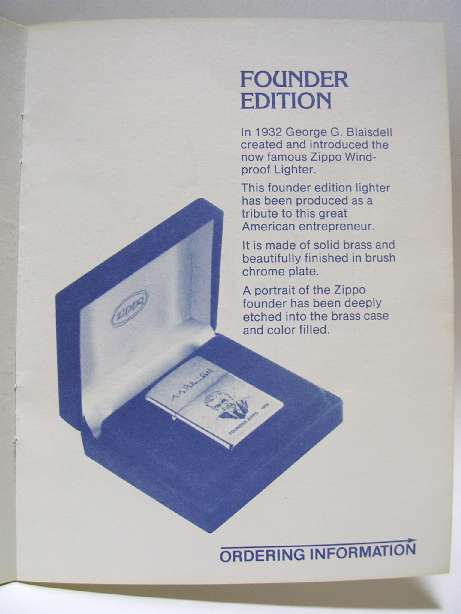 FOUNDER
EDITION
In 1932 George G. Blaisdell
created and introduced the
now famous Zippo Wind-
proof Lighter.
This founder edition lighter
has been produced as a
tribute to this great
American entrepreneur.
It is made of solid brass and
beautifully finished in brush
chrome plate.
A portrait of the Zippo
founder has been deeply
etched into the brass case
and color filled.
Zippo
ORDERING INFORMATION